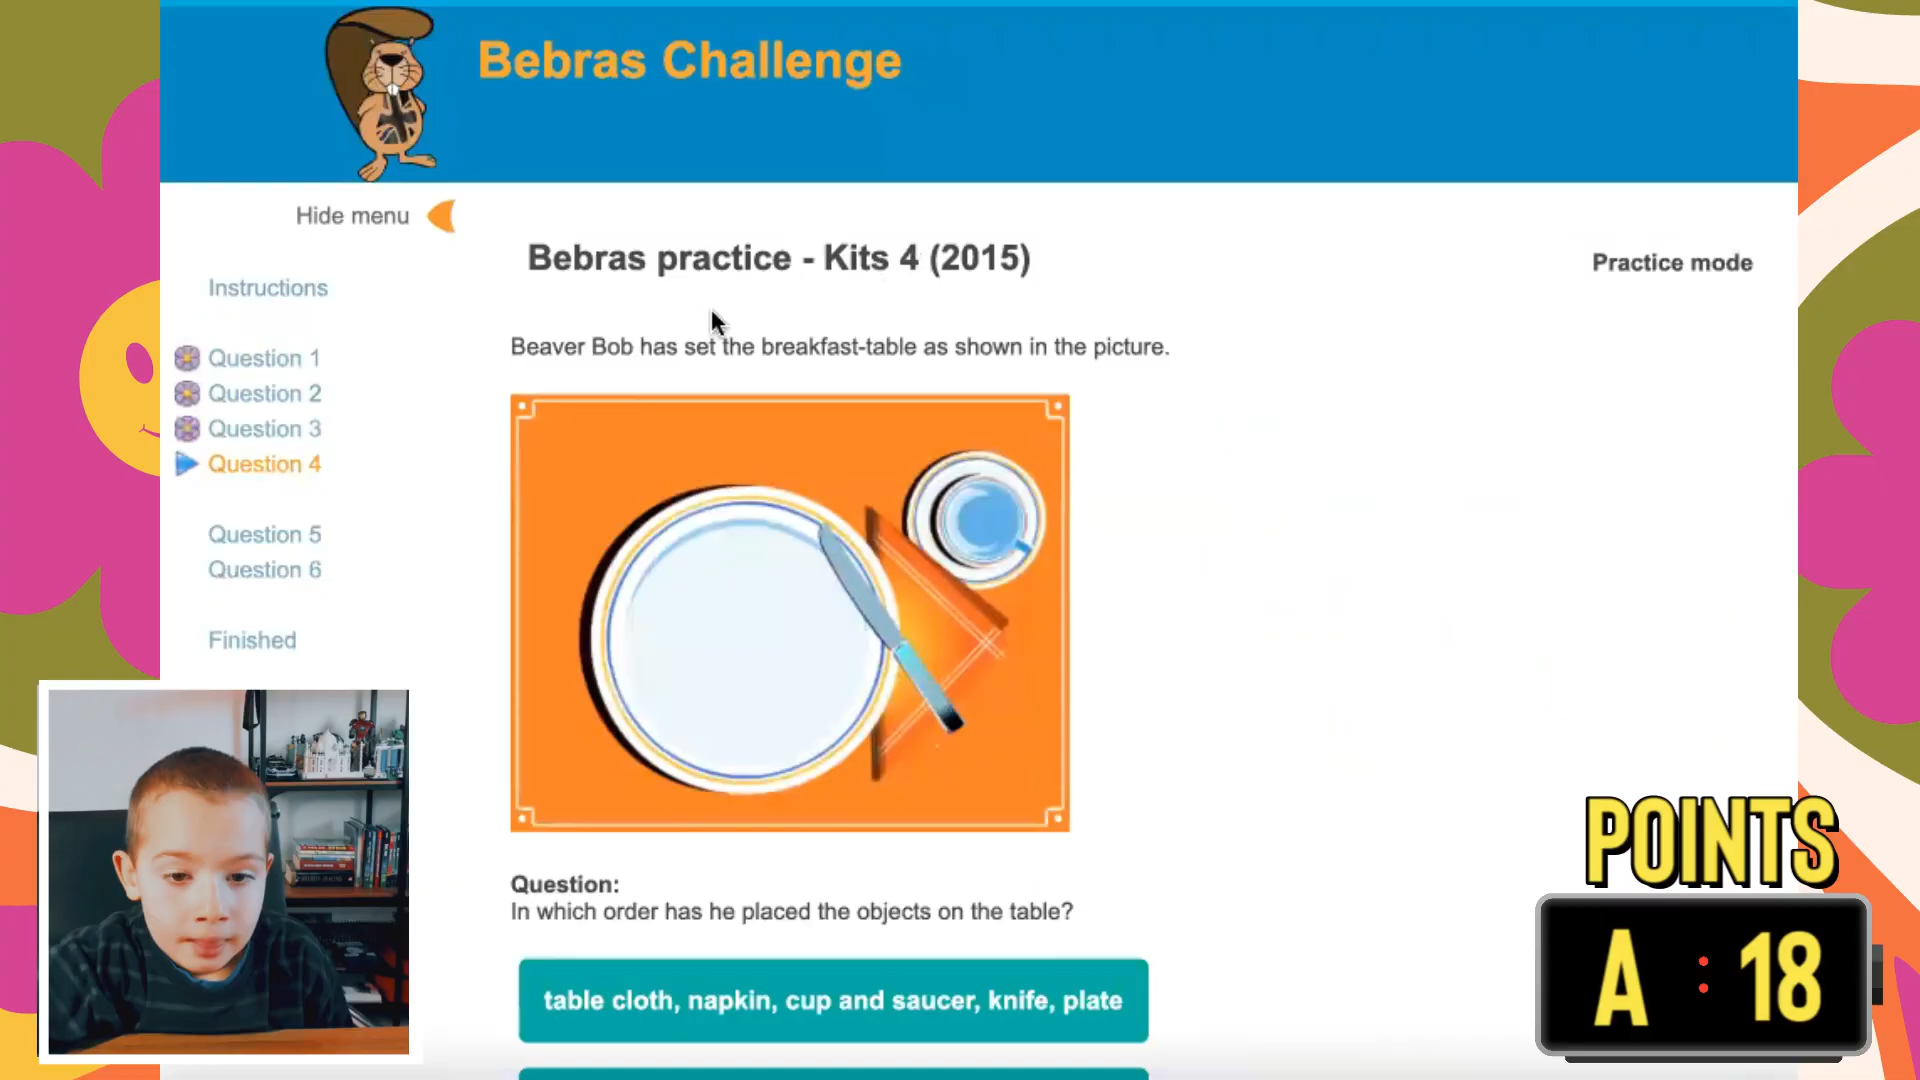 Bebras Challenge
Hide menu
Bebras practice - Kits 4 (2015)
Practice mode
Instructions
Beaver Bob has set the breakfast-table as shown in the picture.
Question 1
Question 2
Question 3
Question 4
Question 5
Question 6
Finished
Question:
In which order has he placed the objects on the table?
table cloth, napkin, cup and saucer, knife, plate
POINTS
A : 18